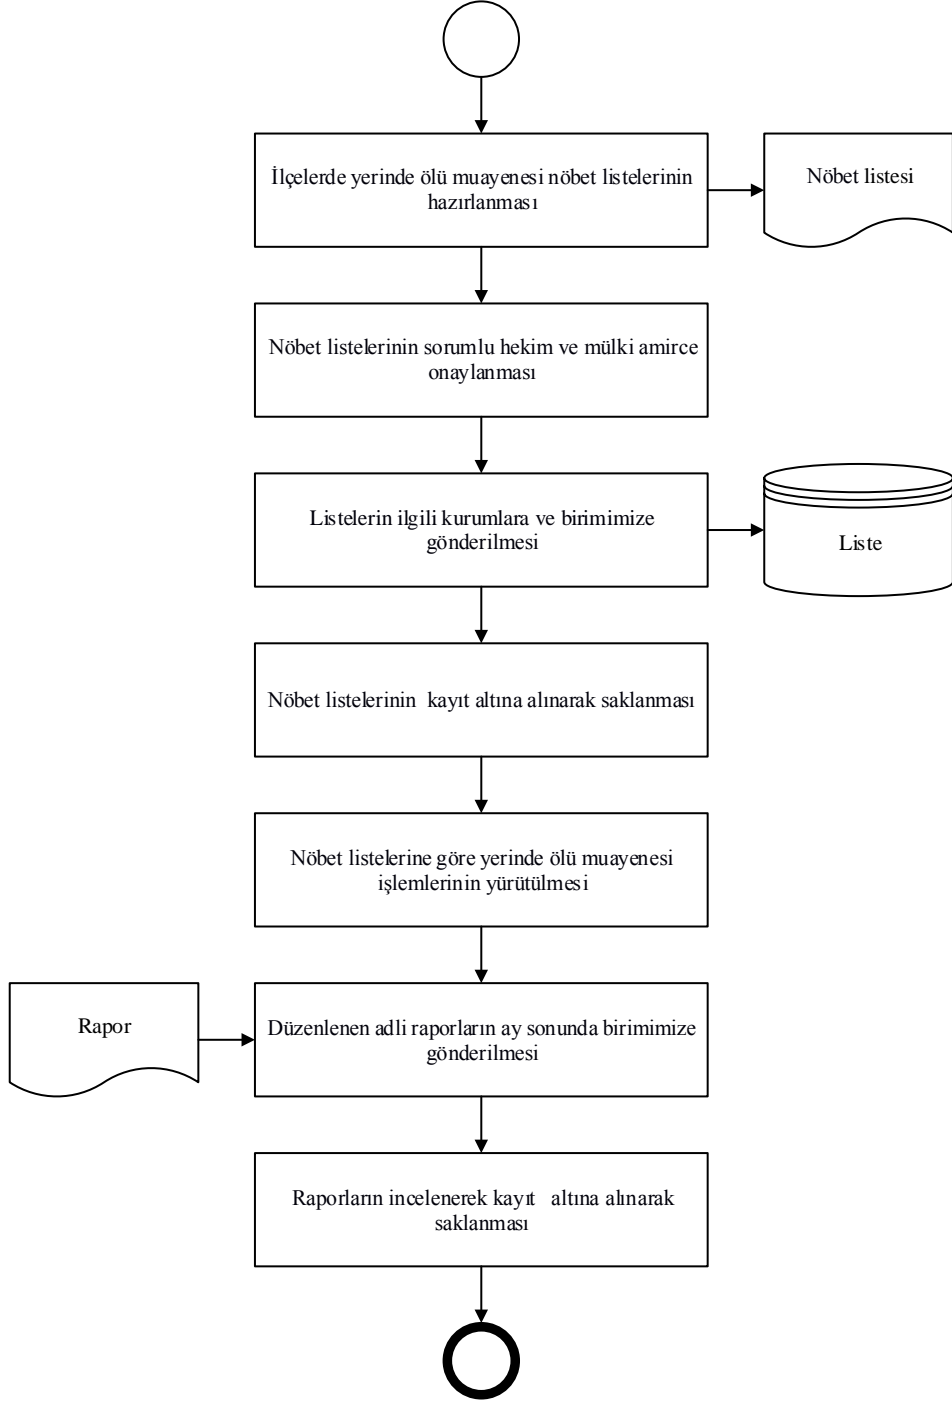 İlçelerde yerinde ölü muayenesi nöbet listelerinin
hazırlanması
Nöbet listesi
Nöbet listelerinin sorumlu hekim ve mülki amirce
onaylanması
Listelerin ilgili kurumlara ve birimimize
gönderilmesi
Liste
Nöbet listelerinin kayıt altına alınarak saklanması
Nöbet listelerine göre yerinde ölü muayenesi
işlemlerinin yürütülmesi
Rapor
Düzenlenen adli raporların ay sonunda birimimize
gönderilmesi
Raporların incelenerek kayıt altına alınarak
saklanması